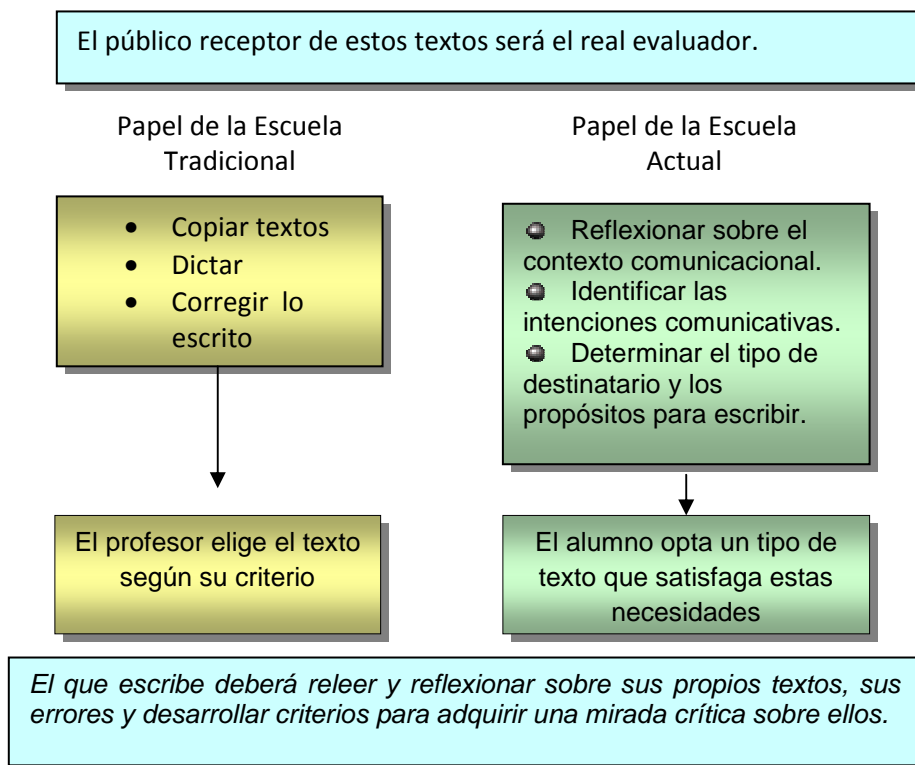 El público receptor de estos textos será el real evaluador.
Papel de la Escuela
Tradicional
Papel de la Escuela
Actual
• Copiar textos
• Dictar
• Corregir lo
escrito
Reflexionar sobre el
contexto comunicacional.
Identificar las
intenciones comunicativas.
Determinar el tipo de
destinatario y los
propósitos para escribir.
El profesor elige el texto
según su criterio
El alumno opta un tipo de
texto que satisfaga estas
necesidades
El que escribe deberá releer y reflexionar sobre sus propios textos, sus
errores y desarrollar criterios para adquirir una mirada crítica sobre ellos.